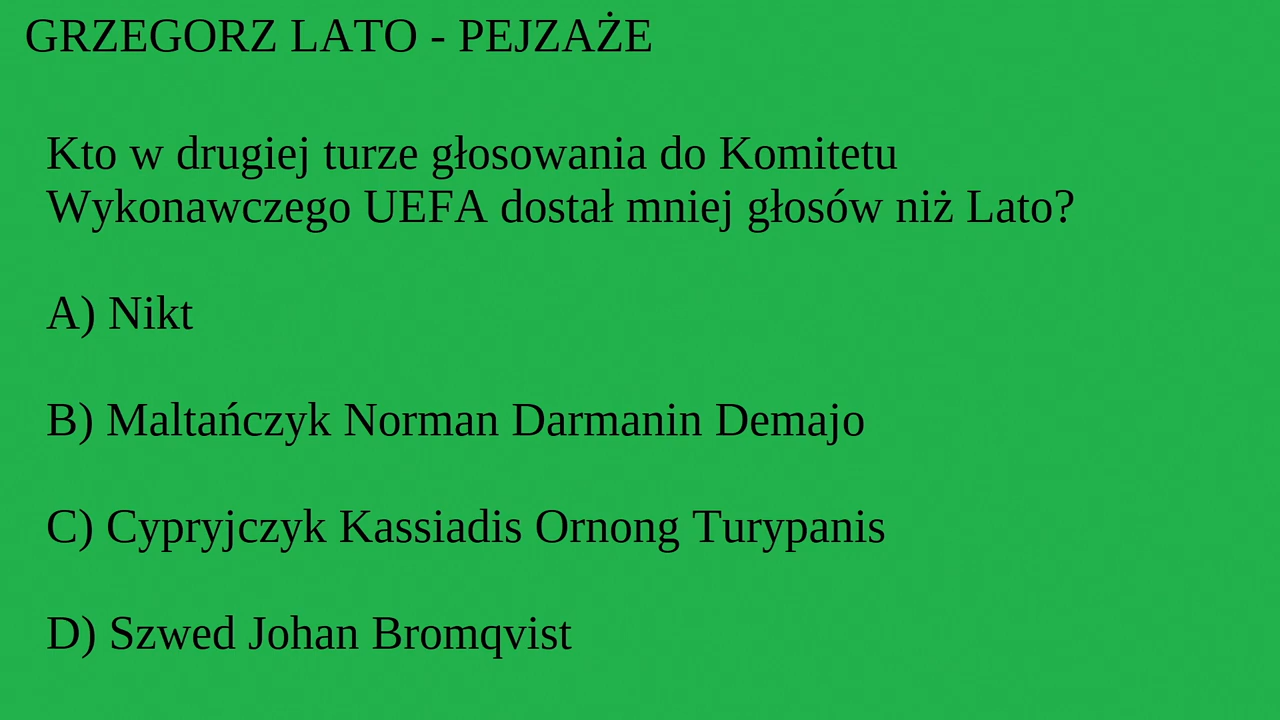 GRZEGORZ LATO - PEJZAŻE
Kto w drugiej turze głosowania do Komitetu
Wykonawczego UEFA dostał mniej głosów niż Lato?
A) Nikt
B) Maltańczyk Norman Darmanin Demajo
C) Cypryjczyk Kassiadis Ornong Turypanis
D) Szwed Johan Bromqvist